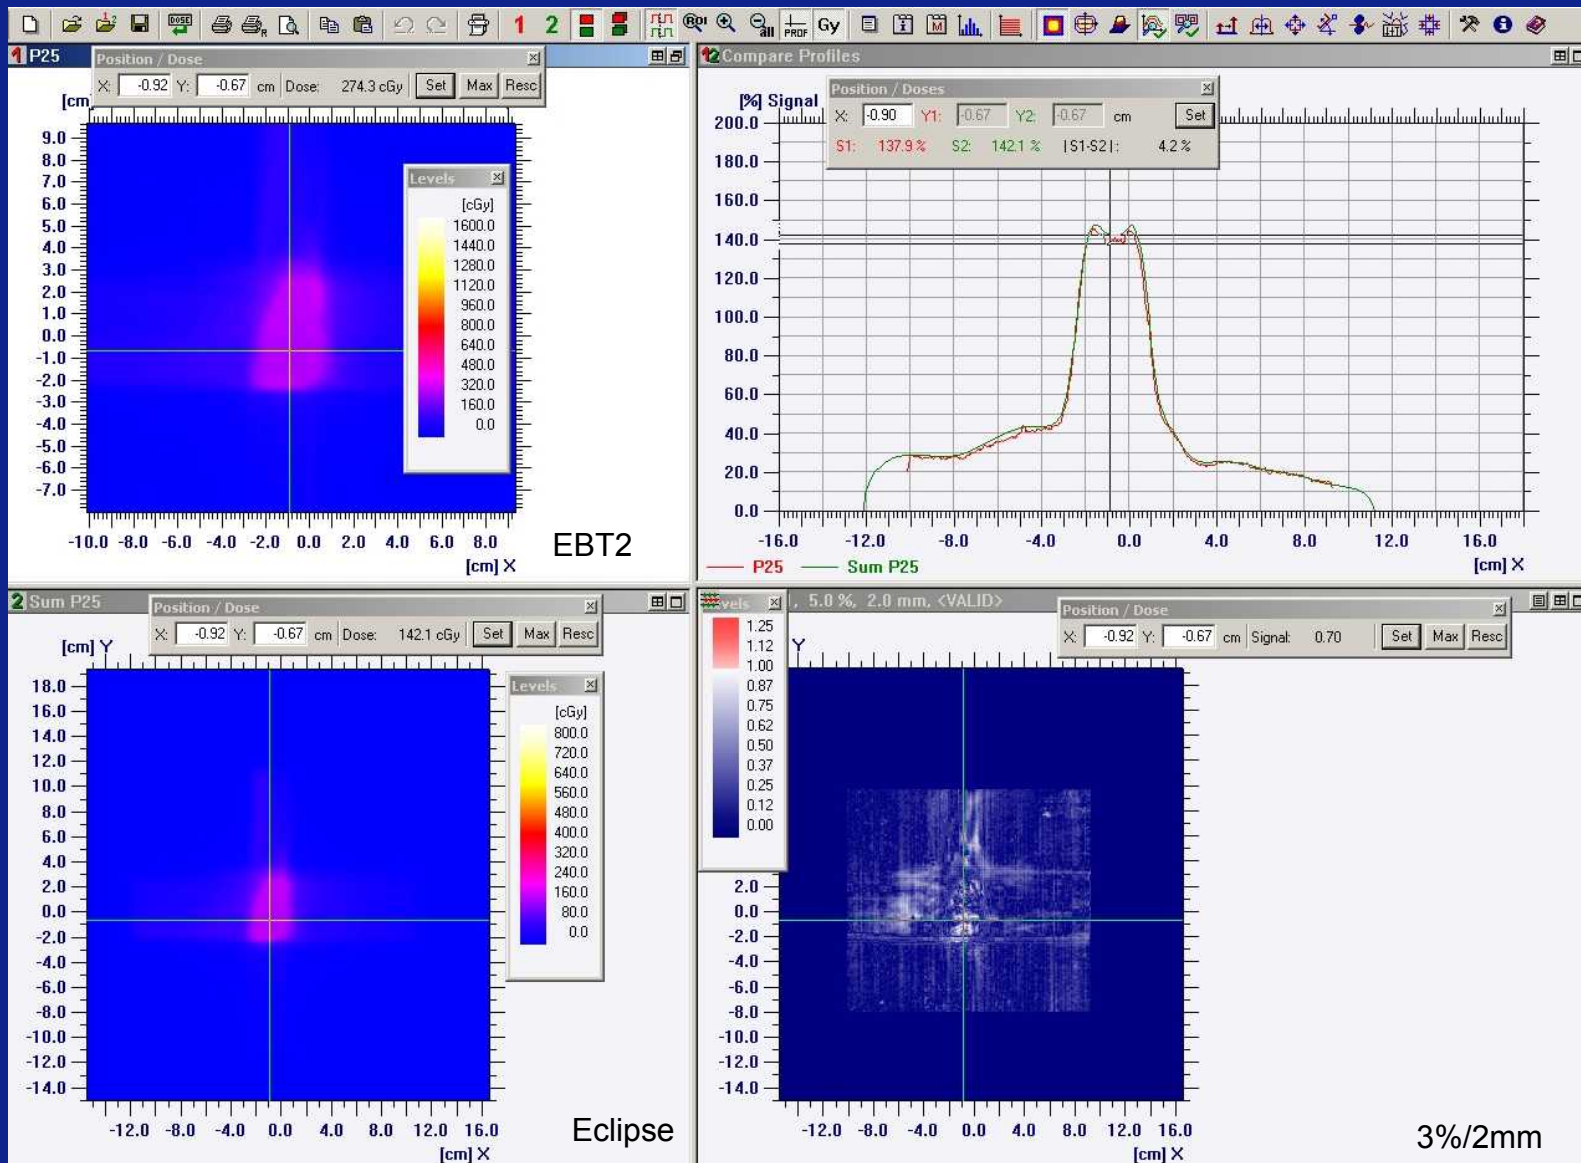 DOSE R 1 2 ROI all PROF Gy i M
1 P25
Position / Dose
X: -0.92 Y: -0.67 cm Dose: 274.3 cGy Set Max Resc
[cm]
9.0
8.0
7.0
6.0
5.0
4.0
3.0
2.0
1.0
0.0
-1.0
-2.0
-3.0
-4.0
-5.0
-6.0
-7.0
-10.0 -8.0 -6.0 -4.0 -2.0 0.0 2.0 4.0 6.0 8.0
[cm] X
Levels
[cGy]
1600.0
1440.0
1280.0
1120.0
960.0
800.0
640.0
480.0
320.0
160.0
0.0
EBT2
12 Compare Profiles
Position / Doses
X: -0.90 Y1: -0.67 Y2: -0.67 cm Set
S1: 137.9 % S2: 142.1 % |S1-S2|: 4.2 %
[%] Signal
200.0
180.0
160.0
140.0
120.0
100.0
80.0
60.0
40.0
20.0
0.0
-16.0 -12.0 -8.0 -4.0 0.0 4.0 8.0 12.0 16.0
[cm] X
P25 Sum P25
2 Sum P25
Position / Dose
X: -0.92 Y: -0.67 cm Dose: 142.1 cGy Set Max Resc
[cm] Y
18.0
16.0
14.0
12.0
10.0
8.0
6.0
4.0
2.0
0.0
-2.0
-4.0
-6.0
-8.0
-10.0
-12.0
-14.0
-12.0 -8.0 -4.0 0.0 4.0 8.0 12.0 16.0
[cm] X
Levels
[cGy]
800.0
720.0
640.0
560.0
480.0
400.0
320.0
240.0
160.0
80.0
0.0
Eclipse
, 5.0 %, 2.0 mm, <VALID>
vels
1.25
1.12
1.00
0.87
0.75
0.62
0.50
0.37
0.25
0.12
0.00
Position / Dose
X: -0.92 Y: -0.67 cm Signal: 0.70 Set Max Resc
Y
2.0
0.0
-2.0
-4.0
-6.0
-8.0
-10.0
-12.0
-14.0
-12.0 -8.0 -4.0 0.0 4.0 8.0 12.0 16.0
[cm] X
3%/2mm